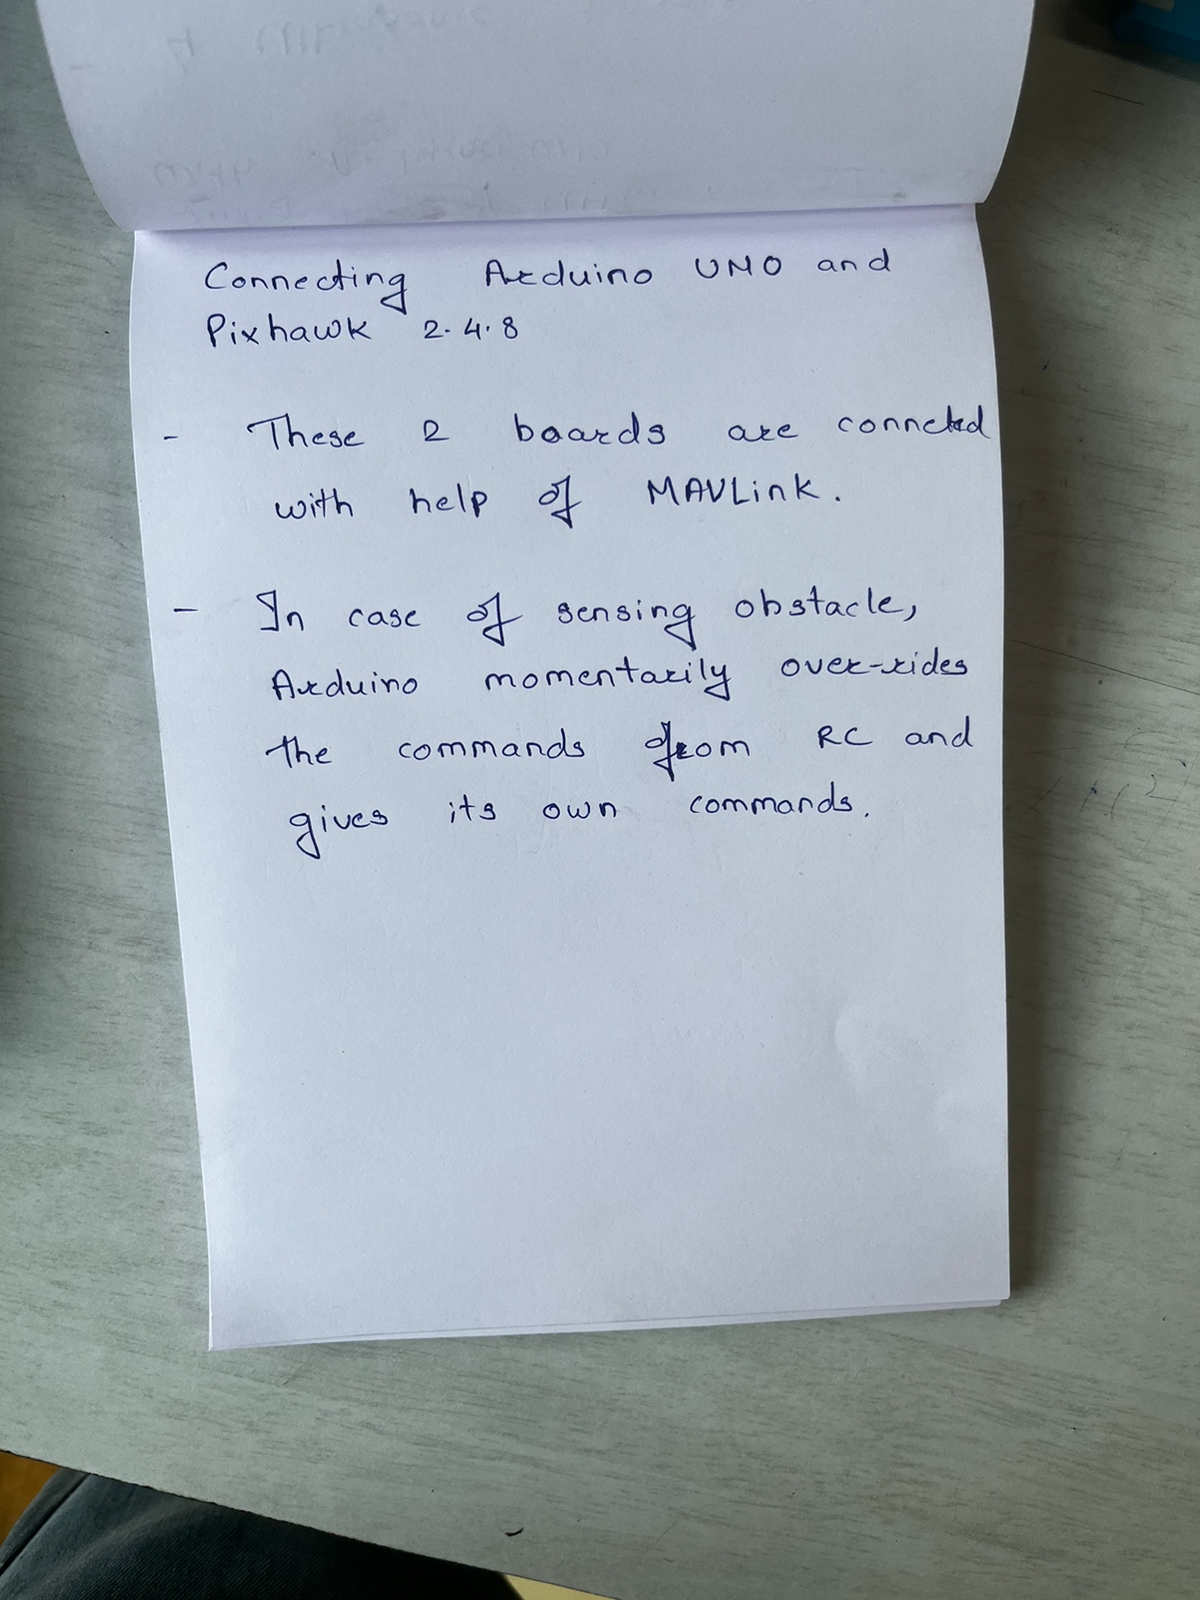 Connecting Arduino UNO and
Pixhawk 2.4.8
- These 2 boards are conneted
with help of MAVLink.
- In case of sensing obstacle,
Arduino momentarily over-rides
the commands from RC and
gives its own commands.